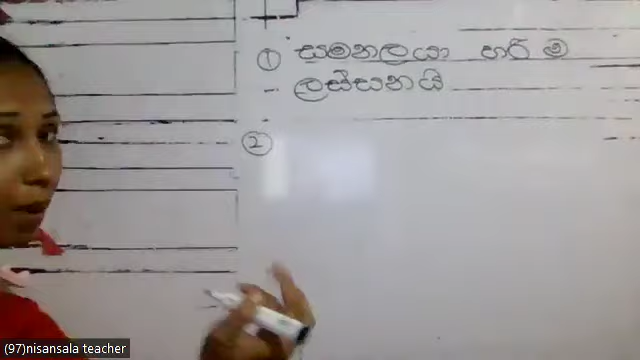 ① සමනලයා හරි ම
ලස්සනයි
②
(97)nisansala teacher